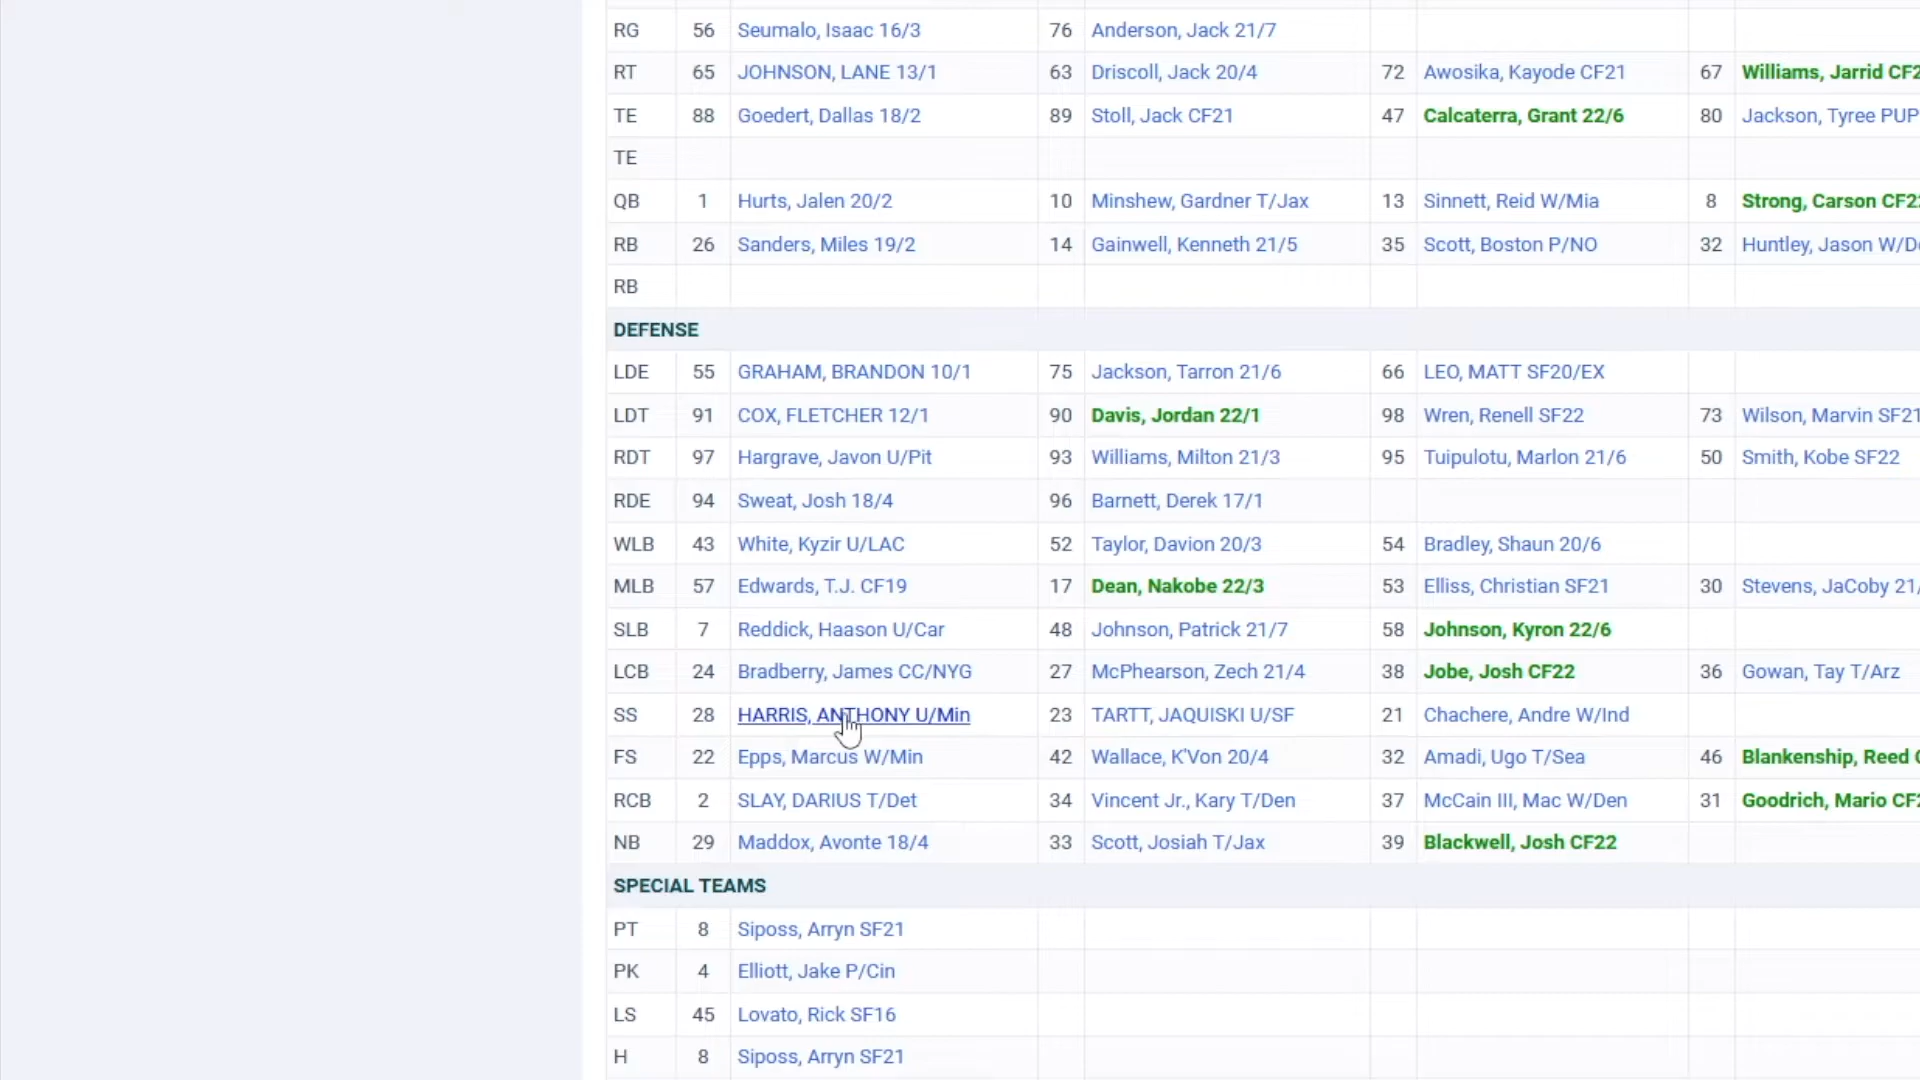 RG 56 Seumalo, Isaac 16/3 76 Anderson, Jack 21/7
RT 65 JOHNSON, LANE 13/1 63 Driscoll, Jack 20/4 72 Awosika, Kayode CF21 67 Williams, Jarrid CF2
TE 88 Goedert, Dallas 18/2 89 Stoll, Jack CF21 47 Calcaterra, Grant 22/6 80 Jackson, Tyree PUP
TE
QB 1 Hurts, Jalen 20/2 10 Minshew, Gardner T/Jax 13 Sinnett, Reid W/Mia 8 Strong, Carson CF22
RB 26 Sanders, Miles 19/2 14 Gainwell, Kenneth 21/5 35 Scott, Boston P/NO 32 Huntley, Jason W/De
RB
DEFENSE
LDE 55 GRAHAM, BRANDON 10/1 75 Jackson, Tarron 21/6 66 LEO, MATT SF20/EX
LDT 91 COX, FLETCHER 12/1 90 Davis, Jordan 22/1 98 Wren, Renell SF22 73 Wilson, Marvin SF21
RDT 97 Hargrave, Javon U/Pit 93 Williams, Milton 21/3 95 Tuipulotu, Marlon 21/6 50 Smith, Kobe SF22
RDE 94 Sweat, Josh 18/4 96 Barnett, Derek 17/1
WLB 43 White, Kyzir U/LAC 52 Taylor, Davion 20/3 54 Bradley, Shaun 20/6
MLB 57 Edwards, T.J. CF19 17 Dean, Nakobe 22/3 53 Elliss, Christian SF21 30 Stevens, JaCoby 21/
SLB 7 Reddick, Haason U/Car 48 Johnson, Patrick 21/7 58 Johnson, Kyron 22/6
LCB 24 Bradberry, James CC/NYG 27 McPhearson, Zech 21/4 38 Jobe, Josh CF22 36 Gowan, Tay T/Arz
SS 28 HARRIS, ANTHONY U/Min 23 TARTT, JAQUISKI U/SF 21 Chachere, Andre W/Ind
FS 22 Epps, Marcus W/Min 42 Wallace, K'Von 20/4 32 Amadi, Ugo T/Sea 46 Blankenship, Reed C
RCB 2 SLAY, DARIUS T/Det 34 Vincent Jr., Kary T/Den 37 McCain III, Mac W/Den 31 Goodrich, Mario CF2
NB 29 Maddox, Avonte 18/4 33 Scott, Josiah T/Jax 39 Blackwell, Josh CF22
SPECIAL TEAMS
PT 8 Siposs, Arryn SF21
PK 4 Elliott, Jake P/Cin
LS 45 Lovato, Rick SF16
H 8 Siposs, Arryn SF21